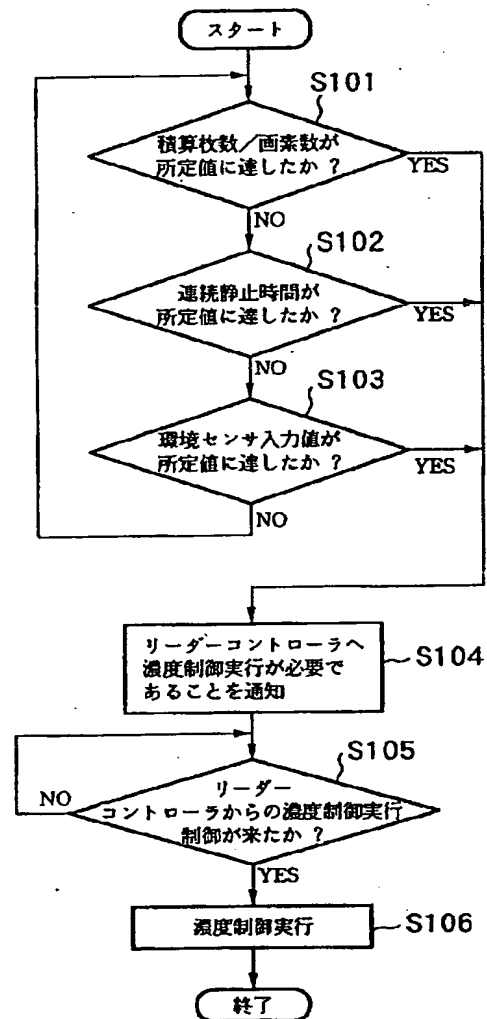 スタート
S101
積算枚数／画素数が
所定値に達したか ？
YES
NO
S102
連続静止時間が
所定値に達したか ？
YES
NO
S103
環境センサ入力値が
所定値に達したか ？
YES
NO
リーダーコントローラへ
濃度制御実行が必要で
あることを通知
S104
S105
リーダー
コントローラからの濃度制御実行
制御が来たか ？
NO
YES
濃度制御実行
S106
終了